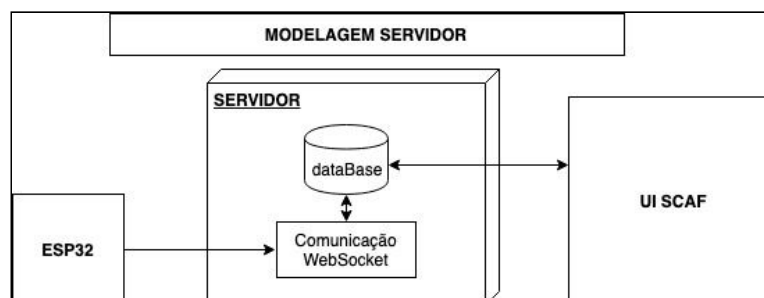 MODELAGEM SERVIDOR
SERVIDOR
dataBase
UI SCAF
ESP32
Comunicação
WebSocket